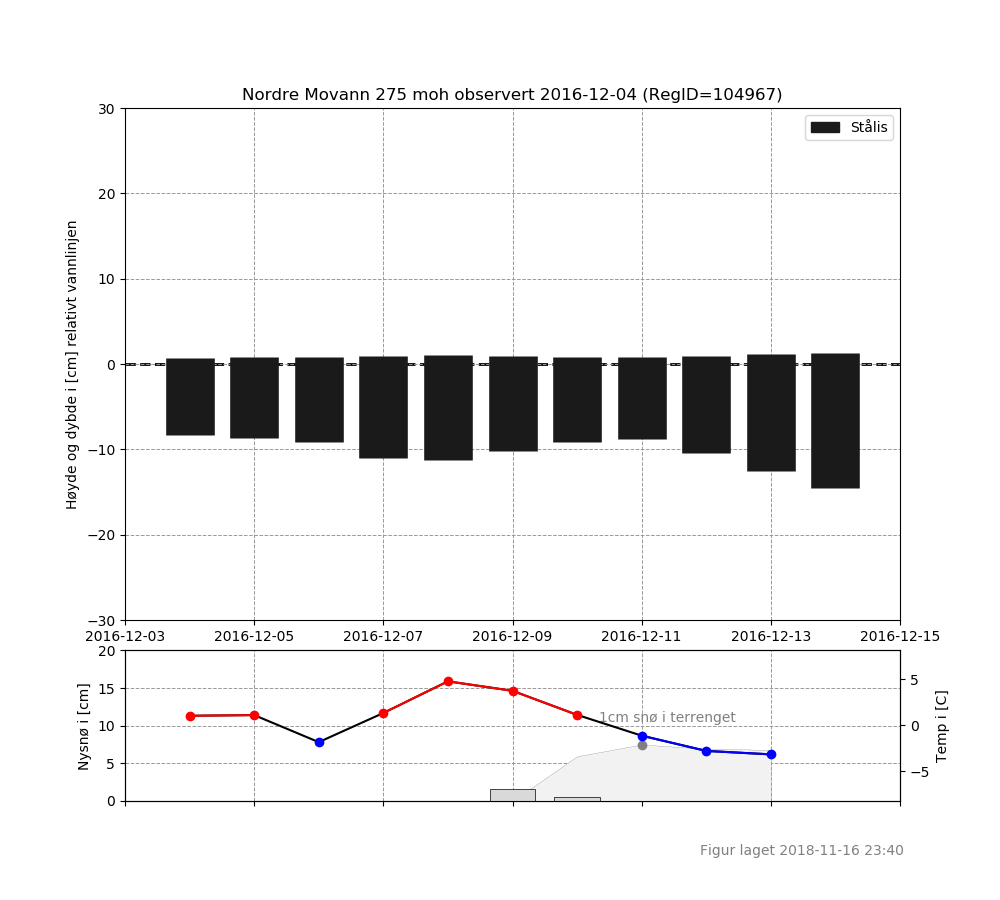 Nordre Movann 275 moh observert 2016-12-04 (RegID=104967)
Stålis
Høyde og dybde i [cm] relativt vannlinjen
30
20
10
0
−10
−20
−30
2016-12-03 2016-12-05 2016-12-07 2016-12-09 2016-12-11 2016-12-13 2016-12-15
Nysnø i [cm]
20
15
10
5
0
1cm snø i terrenget
5
0
−5
Temp i [C]
Figur laget 2018-11-16 23:40